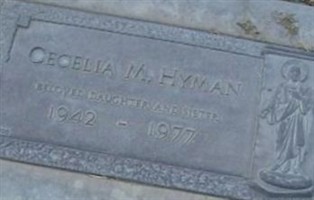 CECELIA M. HYMAN
BELOVED DAUGHTER AND SISTER
1942 - 1977